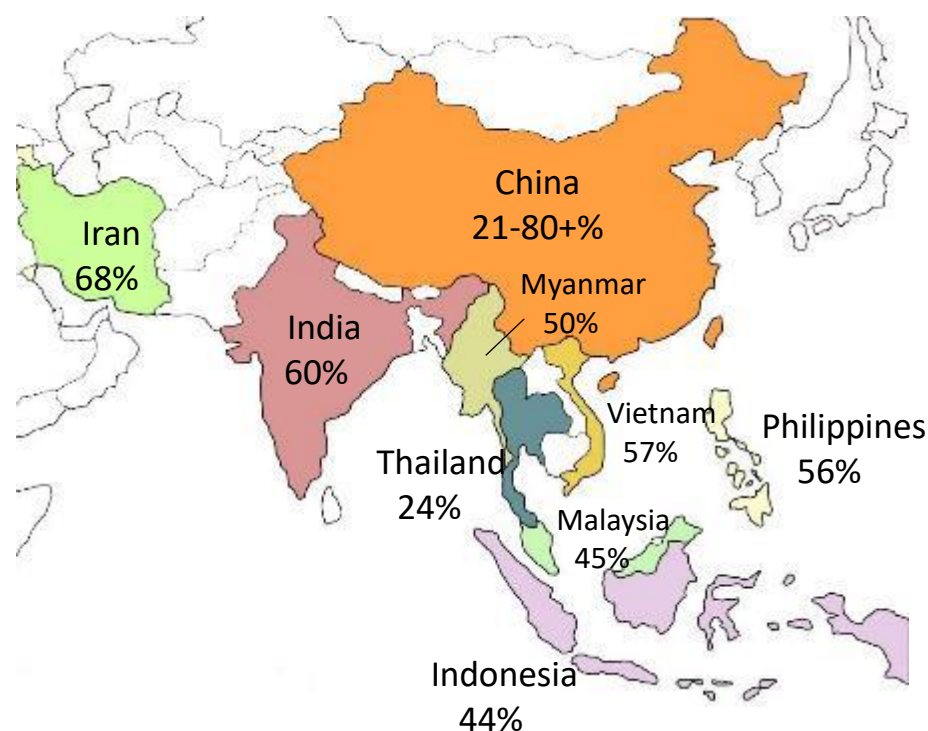 China
21-80+%
Iran
68%
Myanmar
50%
India
60%
Vietnam
57%
Philippines
56%
Thailand
24%
Malaysia
45%
Indonesia
44%